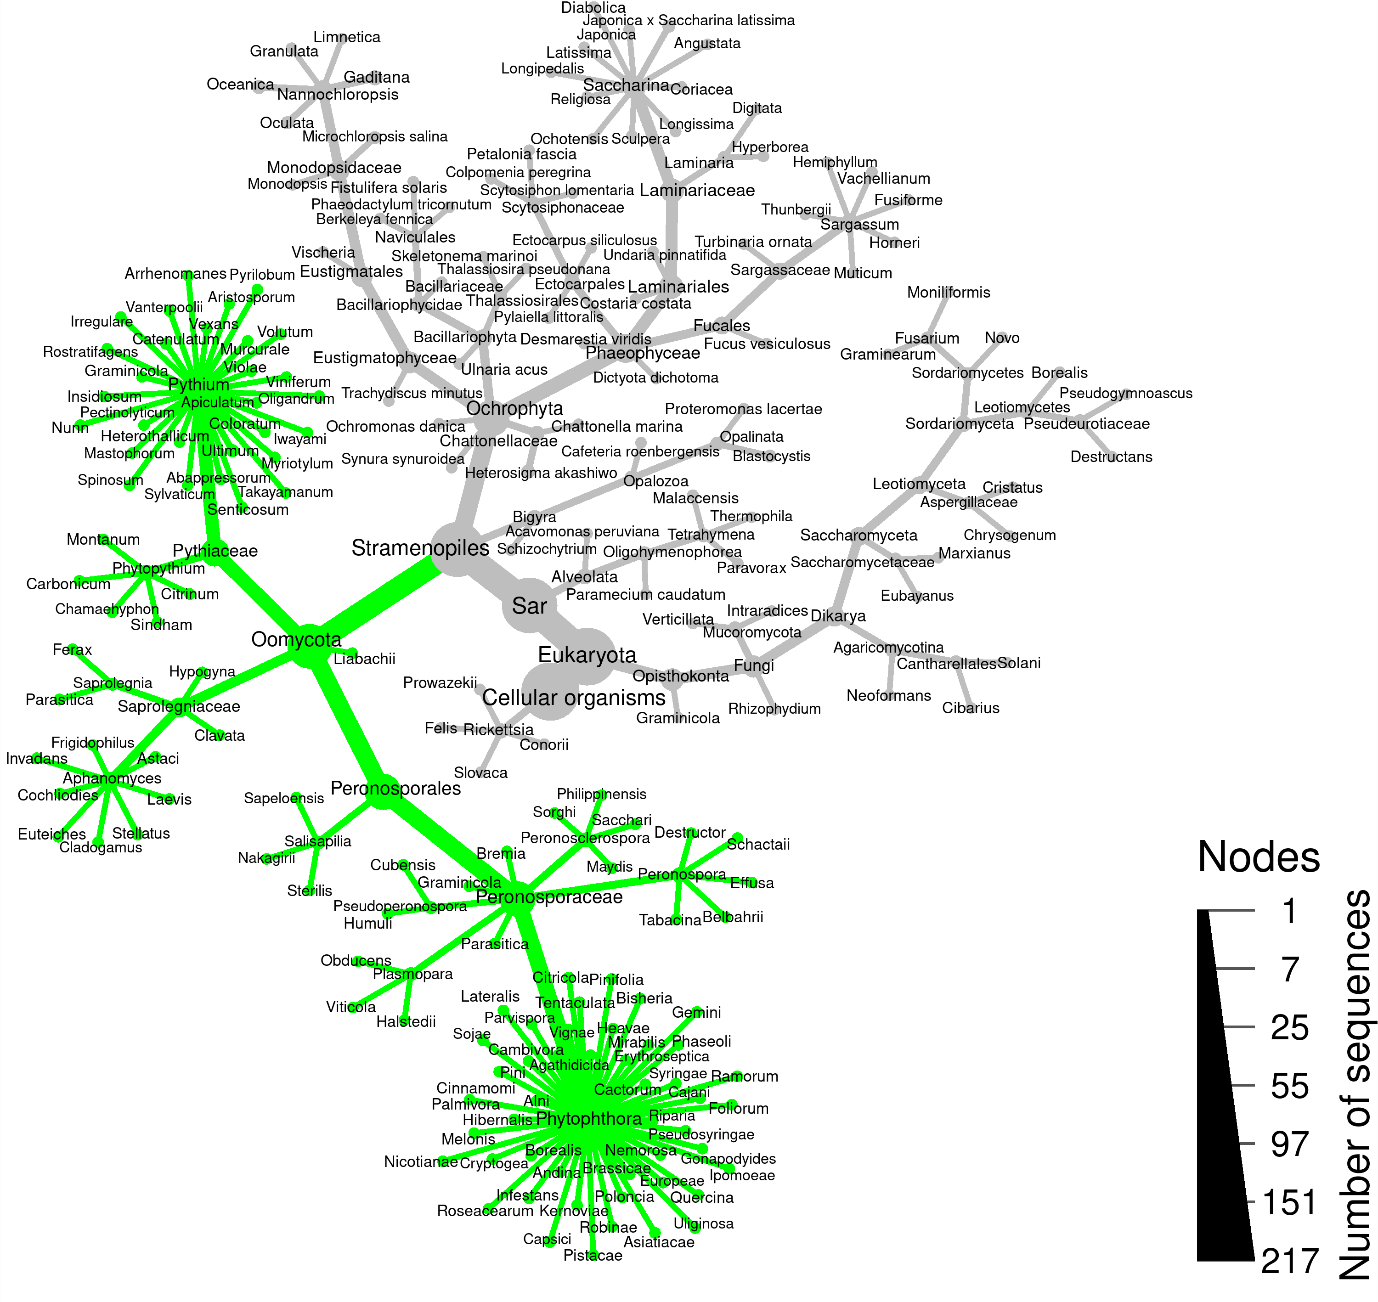 Diabolica
Japonica x Saccharina latissima
Japonica
Limnetica
Angustata
Granulata
Latissima
Longipedalis
Gaditana
Oceanica
Saccharina
Coriacea
Nannochloropsis
Religiosa
Digitata
Oculata
Longissima
Microchloropsis salina
Ochotensis
Sculpera
Hyperborea
Petalonia fascia
Laminaria
Hemiphyllum
Monodopsidaceae
Colpomenia peregrina
Vachellianum
Monodopsis
Fistulifera solaris
Scytosiphon lomentaria
Laminariaceae
Fusiforme
Phaeodactylum tricornutum
Scytosiphonaceae
Thunbergii
Berkeleya fennica
Sargassum
Naviculales
Ectocarpus siliculosus
Turbinaria ornata
Horneri
Vischeria
Skeletonema marinoi
Undaria pinnatifida
Arrhenomanes
Pyrilobum
Eustigmatales
Thalassiosira pseudonana
Sargassaceae
Muticum
Bacillariaceae
Ectocarpales
Laminariales
Moniliformis
Aristosporum
Vanterpoolii
Bacillariophycidae
Thalassiosirales
Costaria costata
Irregulare
Vexans
Pylaiella littoralis
Fucales
Catenulatum
Volutum
Bacillariophyta
Desmarestia viridis
Fucus vesiculosus
Fusarium
Novo
Rostratifagens
Murcurale
Eustigmatophyceae
Phaeophyceae
Graminearum
Graminicola
Violae
Ulnaria acus
Dictyota dichotoma
Sordariomycetes
Borealis
Pythium
Viniferum
Trachydiscus minutus
Pseudogymnoascus
Insidiosum
Apiculatum
Oligandrum
Ochrophyta
Proteromonas lacertae
Leotiomycetes
Pectinolyticum
Nunn
Coloratum
Ochromonas danica
Chattonella marina
Sordariomyceta
Pseudeurotiaceae
Heterothallicum
Iwayami
Chattonellaceae
Opalinata
Mastophorum
Ultimum
Myriotylum
Synura synuroidea
Cafeteria roenbergensis
Blastocystis
Destructans
Spinosum
Abappressorum
Heterosigma akashiwo
Opalozoa
Sylvaticum
Takayamanum
Malaccensis
Leotiomyceta
Cristatus
Senticosum
Bigyra
Thermophila
Aspergillaceae
Montanum
Acavomonas peruviana
Tetrahymena
Saccharomyceta
Chrysogenum
Pythiaceae
Stramenopiles
Schizochytrium
Oligohymenophorea
Marxianus
Phytopythium
Paravorax
Saccharomycetaceae
Carbonicum
Alveolata
Citrinum
Paramecium caudatum
Eubayanus
Chamaehyphon
Sar
Intraradices
Sindham
Verticillata
Dikarya
Oomycota
Mucoromycota
Ferax
Liabachii
Eukaryota
Agaricomycotina
Hypogyna
Fungi
Cantharellales
Solani
Saprolegnia
Prowazekii
Opisthokonta
Parasitica
Cellular organisms
Neoformans
Saprolegniaceae
Graminicola
Rhizophydium
Cibarius
Clavata
Felis
Rickettsia
Frigidophilus
Conorii
Invadans
Astaci
Slovaca
Aphanomyces
Peronosporales
Cochliodies
Laevis
Sapeloensis
Philippinensis
Sorghi
Sacchari
Euteiches
Stellatus
Destructor
Cladogamus
Salisapilia
Peronosclerospora
Schactaii
Nakagirii
Bremia
Nodes
Cubensis
Maydis
Peronospora
Sterilis
Graminicola
Effusa
Peronosporaceae
Pseudoperonospora
1
Humuli
Tabacina
Belbahrii
Parasitica
Obducens
7
Plasmopara
Citricola
Pinifolia
Viticola
Lateralis
Tentaculata
Bisheria
Halstedii
Parvispora
Gemini
Sojae
Vignae
Heavae
25
Cambivora
Mirabilis
Phaseoli
Agathidicida
Erythroseptica
Pini
Syringae
Ramorum
Cinnamomi
Cactorum
Cajani
55
Palmivora
Alni
Foliorum
Hibernalis
Phytophthora
Riparia
Melonis
Pseudosyringae
Borealis
Nemorosa
97
Nicotianae
Cryptogea
Gonapodyides
Andina
Brassicae
Ipomoeae
Europeae
Infestans
Poloncia
Quercina
151
Roseacearum
Kernoviae
Robinae
Uliginosa
Capsici
Asiatiacae
Pistacae
217
Number of sequences